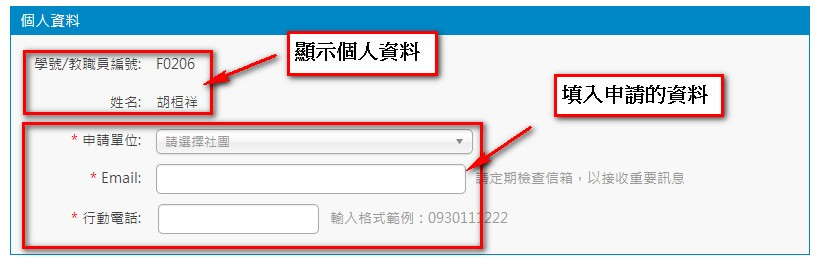 個人資料
顯示個人資料
學號/教職員編號: F0206
姓名: 胡桓祥
填入申請的資料
* 申請單位: 請選擇社團
* Email: 請定期檢查信箱，以接收重要訊息
* 行動電話: 輸入格式範例：0930111222